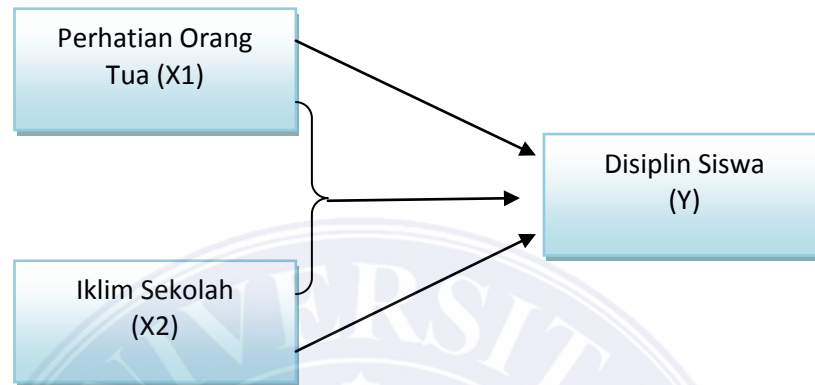 Perhatian Orang
Tua (X1)
Disiplin Siswa
(Y)
Iklim Sekolah
(X2)